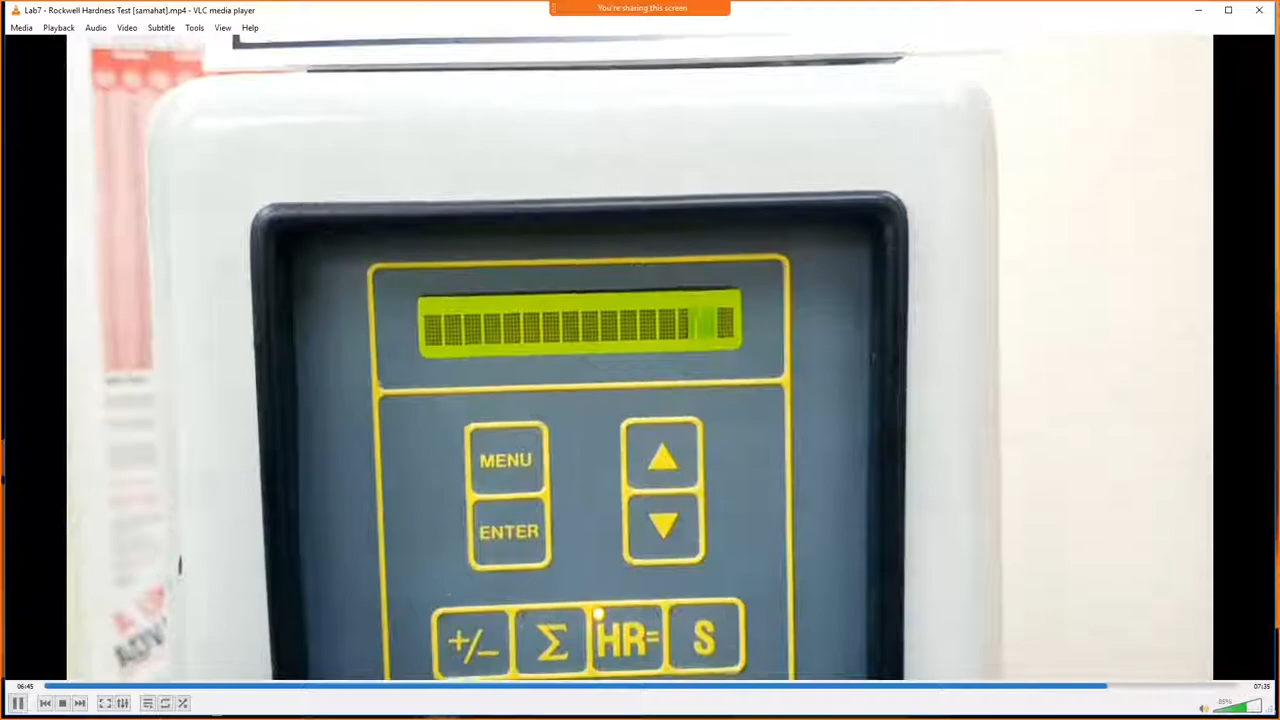 Lab7 - Rockwell Hardness Test [samahat].mp4 - VLC media player
You're sharing this screen
Media Playback Audio Video Subtitle Tools View Help
MENU
ENTER
+/- Σ HR= S
06:45
07:35
85%